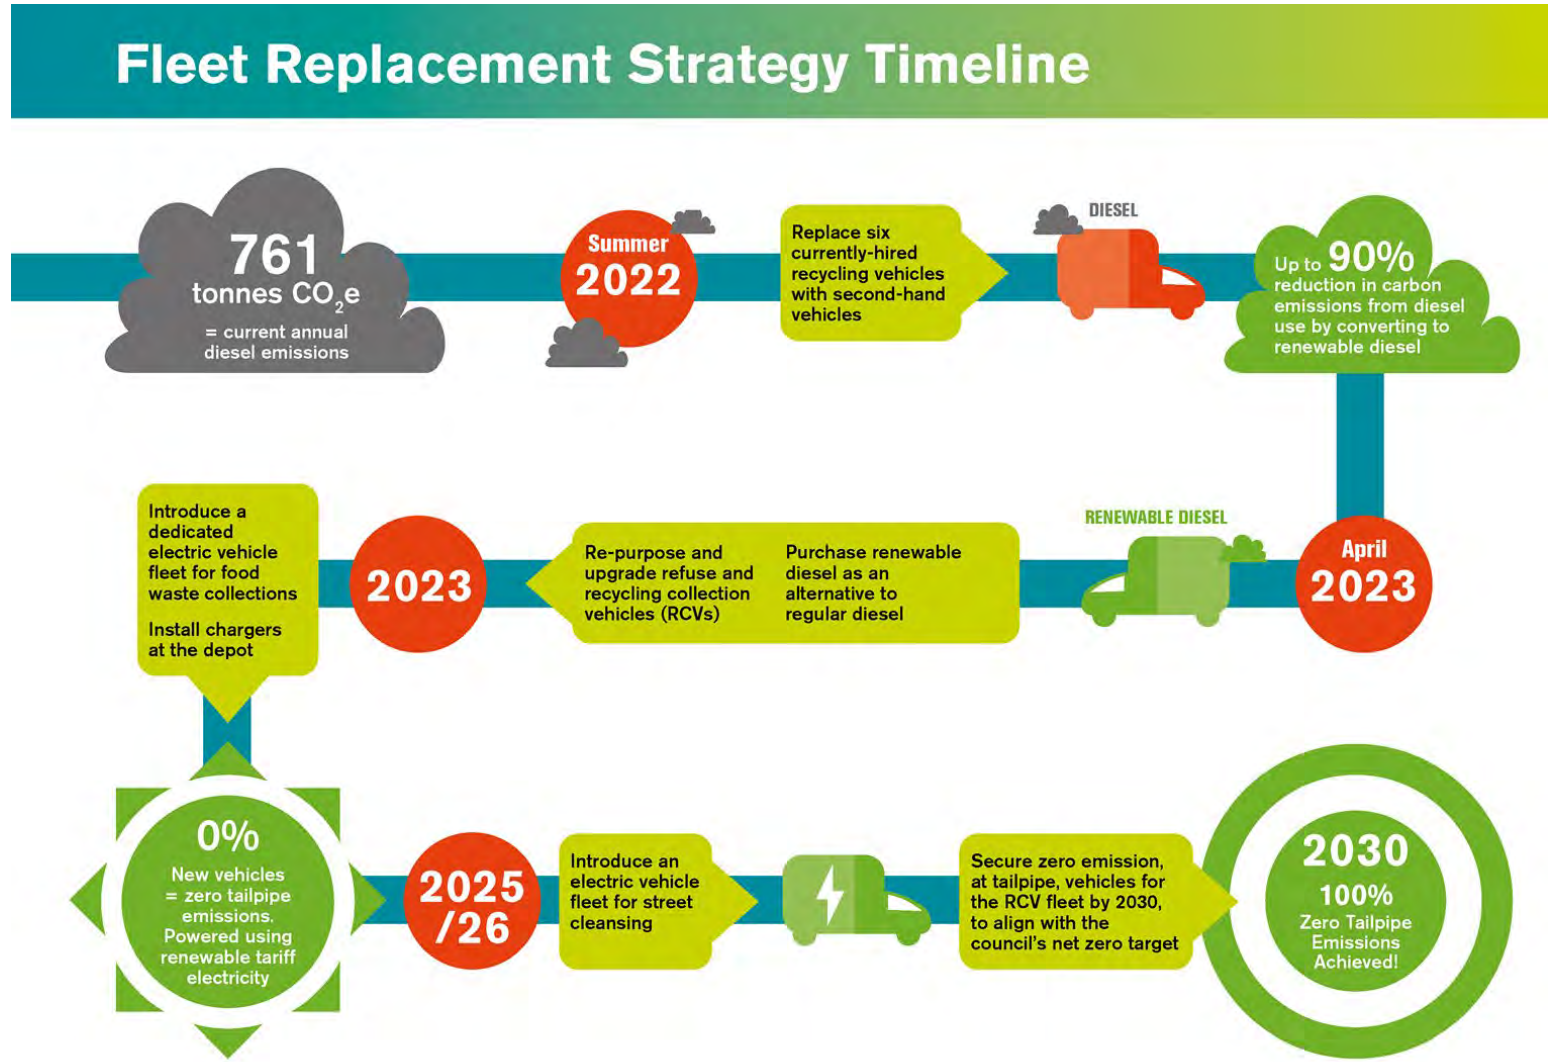 Fleet Replacement Strategy Timeline
761
tonnes CO₂e
= current annual
diesel emissions
Summer
2022
Replace six
currently-hired
recycling vehicles
with second-hand
vehicles
DIESEL
Up to 90%
reduction in carbon
emissions from diesel
use by converting to
renewable diesel
April
2023
RENEWABLE DIESEL
Purchase renewable
diesel as an
alternative to
regular diesel
Re-purpose and
upgrade refuse and
recycling collection
vehicles (RCVs)
2023
Introduce a
dedicated
electric vehicle
fleet for food
waste collections
Install chargers
at the depot
0%
New vehicles
= zero tailpipe
emissions.
Powered using
renewable tariff
electricity
2025
/26
Introduce an
electric vehicle
fleet for street
cleansing
Secure zero emission,
at tailpipe, vehicles for
the RCV fleet by 2030,
to align with the
council's net zero target
2030
100%
Zero Tailpipe
Emissions
Achieved!